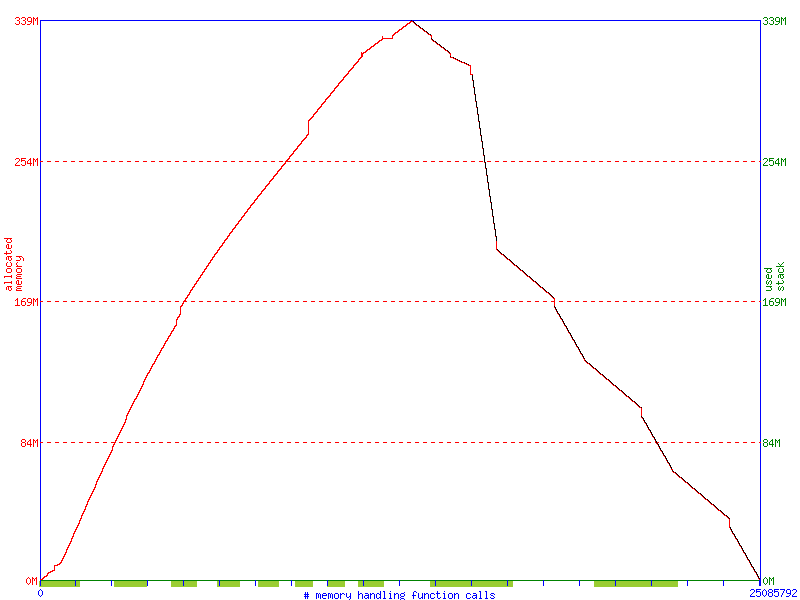 339M 339M
254M 254M
allocated
memory
used
stack
169M 169M
84M 84M
0M 0M
0 # memory handling function calls 25085792